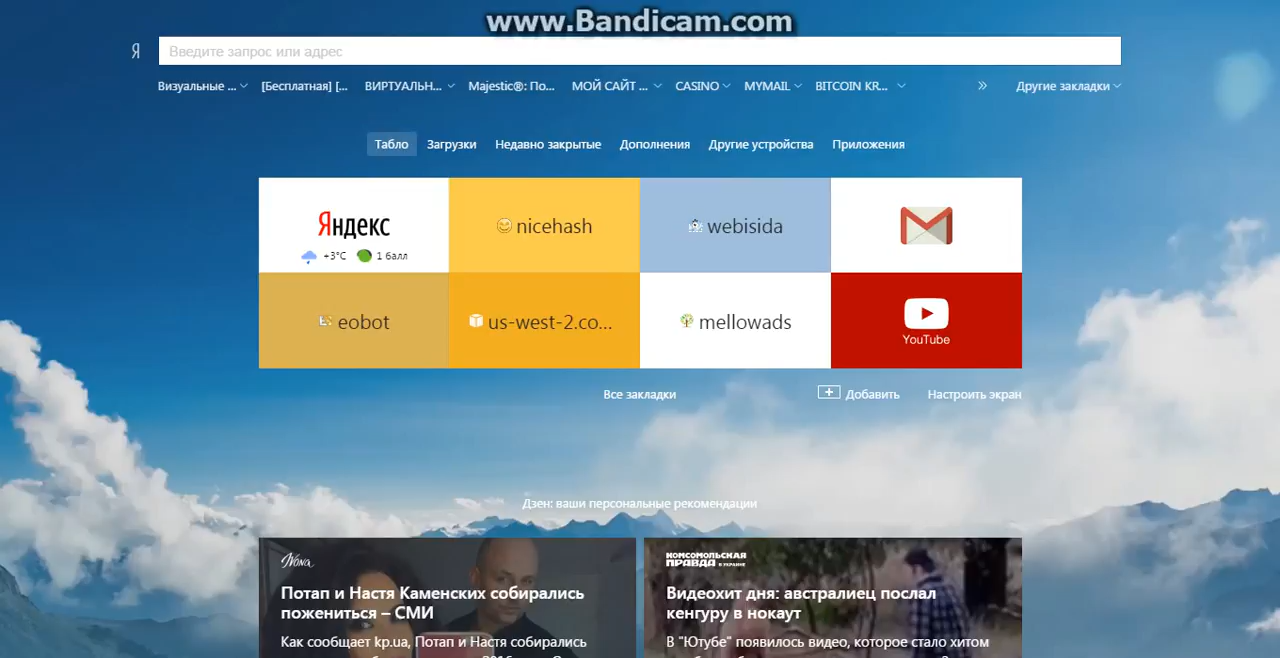 www.Bandicam.com
Я Введите запрос или адрес
Визуальные ... [Бесплатная] [... ВИРТУАЛЬН... Majestic®: По... МОЙ САЙТ ... CASINO MYMAIL BITCOIN KR... » Другие закладки
Табло Загрузки Недавно закрытые Дополнения Другие устройства Приложения
Яндекс nicehash webisida
+3°C 1 балл
eobot us-west-2.co... mellowads YouTube
Все закладки Добавить Настроить экран
Дзен: ваши персональные рекомендации
Ivona
Потап и Настя Каменских собирались
пожениться – СМИ
Как сообщает kp.ua, Потап и Настя собирались
КОМСОМОЛЬСКАЯ
ПРАВДА В УКРАИНЕ
Видеохит дня: австралиец послал
кенгуру в нокаут
В "Ютубе" появилось видео, которое стало хитом